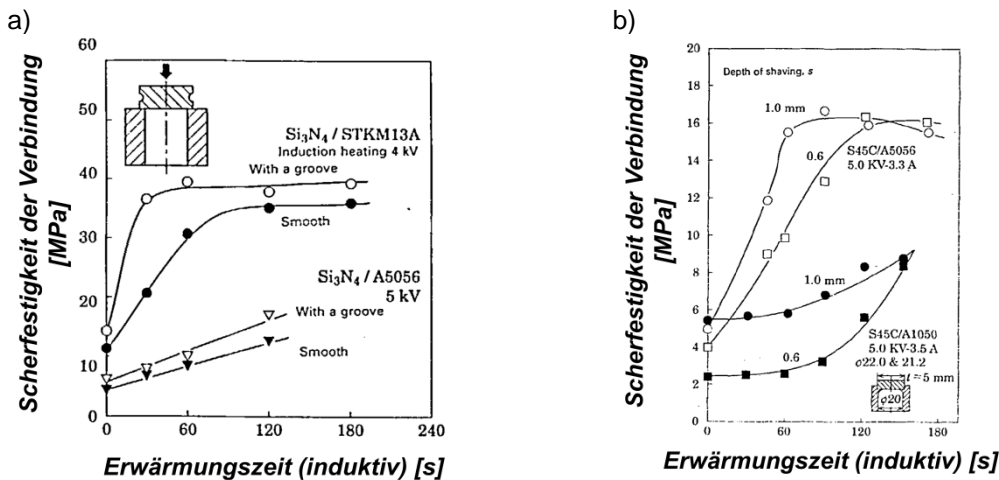 a)
Scherfestigkeit der Verbindung
[MPa]
60
50
40
30
20
10
0
Si₃N₄ / STKM13A
Induction heating 4 kV
With a groove
Smooth
Si₃N₄ / A5056
5 kV
With a groove
Smooth
0 60 120 180 240
Erwärmungszeit (induktiv) [s]
b)
Scherfestigkeit der Verbindung
[MPa]
20
18
16
14
12
10
8
6
4
2
0
Depth of shaving, s
1.0 mm
0.6
S45C/A5056
5.0 KV-3.3 A
1.0 mm
0.6
S45C/A1050
5.0 KV-3.5 A
φ22.0 & 21.2
t=5 mm
φ20
0 60 120 180
Erwärmungszeit (induktiv) [s]